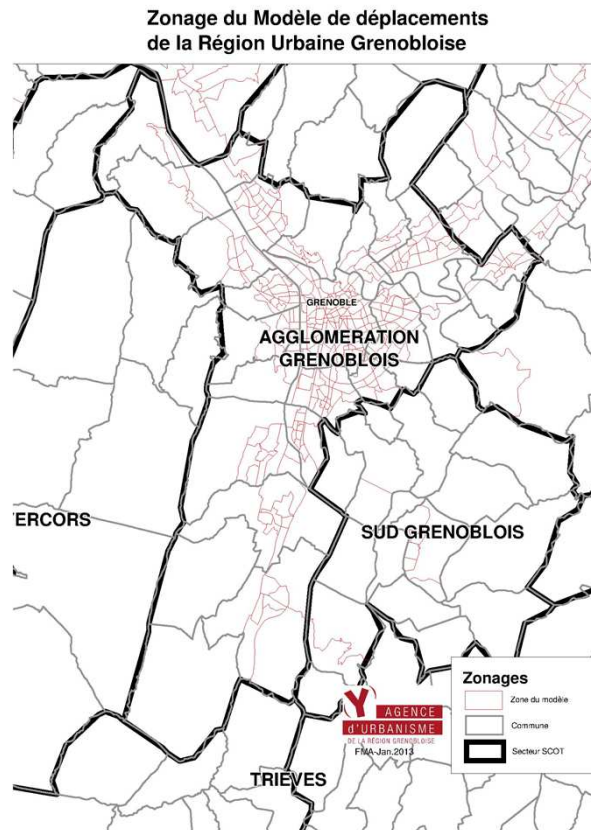 Zonage du Modèle de déplacements
de la Région Urbaine Grenobloise
GRENOBLE
AGGLOMERATION
GRENOBLOIS
ERCORS
SUD GRENOBLOIS
TRIEVES
Y
AGENCE
d'URBANISME
DE LA RÉGION GRENOBLOISE
FMA-Jan.2013
Zonages
Zone du modèle
Commune
Secteur SCOT